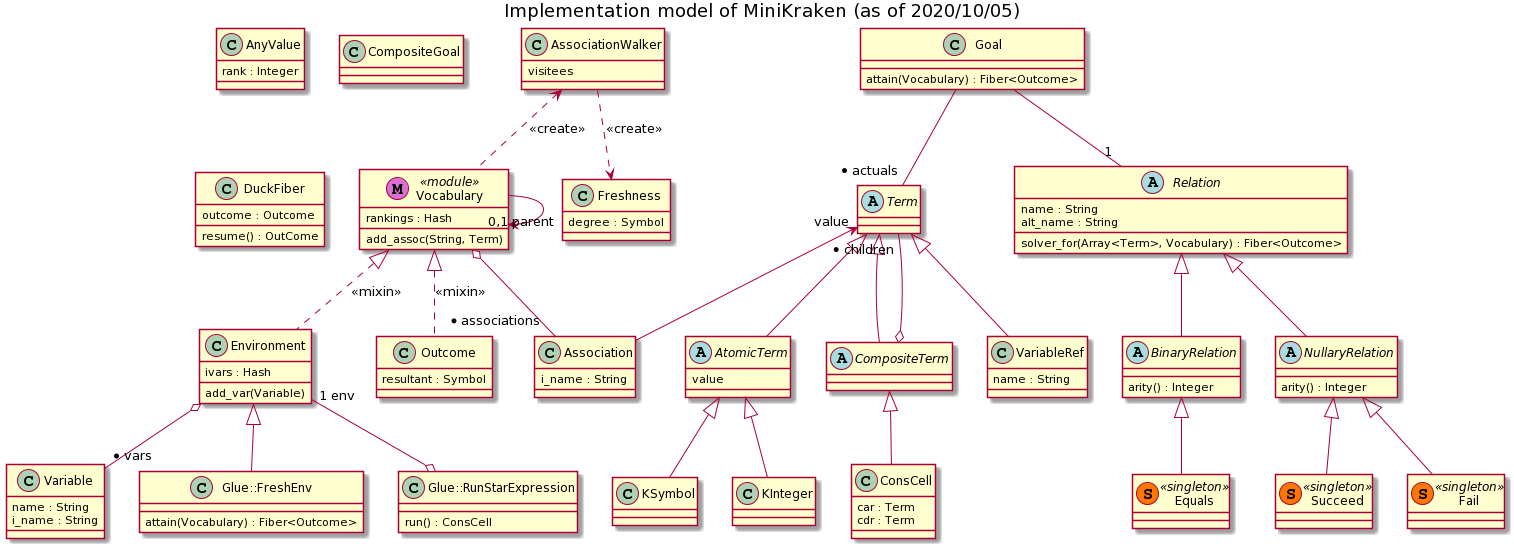 Implementation model of MiniKraken (as of 2020/10/05)
C AnyValue
rank : Integer
C CompositeGoal
C AssociationWalker
visitees
C Goal
attain(Vocabulary) : Fiber<Outcome>
«create»
«create»
1
• actuals
C DuckFiber
outcome : Outcome
resume() : OutCome
M «module»
Vocabulary
rankings : Hash
add_assoc(String, Term)
0,1 parent
C Freshness
degree : Symbol
A Term
value
• children
A Relation
name : String
alt_name : String
solver_for(Array<Term>, Vocabulary) : Fiber<Outcome>
«mixin»
«mixin»
• associations
C Environment
ivars : Hash
add_var(Variable)
C Outcome
resultant : Symbol
C Association
i_name : String
A AtomicTerm
value
A CompositeTerm
C VariableRef
name : String
A BinaryRelation
arity() : Integer
A NullaryRelation
arity() : Integer
1 env
• vars
C Variable
name : String
i_name : String
C Glue::FreshEnv
attain(Vocabulary) : Fiber<Outcome>
C Glue::RunStarExpression
run() : ConsCell
C KSymbol
C KInteger
C ConsCell
car : Term
cdr : Term
S «singleton»
Equals
S «singleton»
Succeed
S «singleton»
Fail